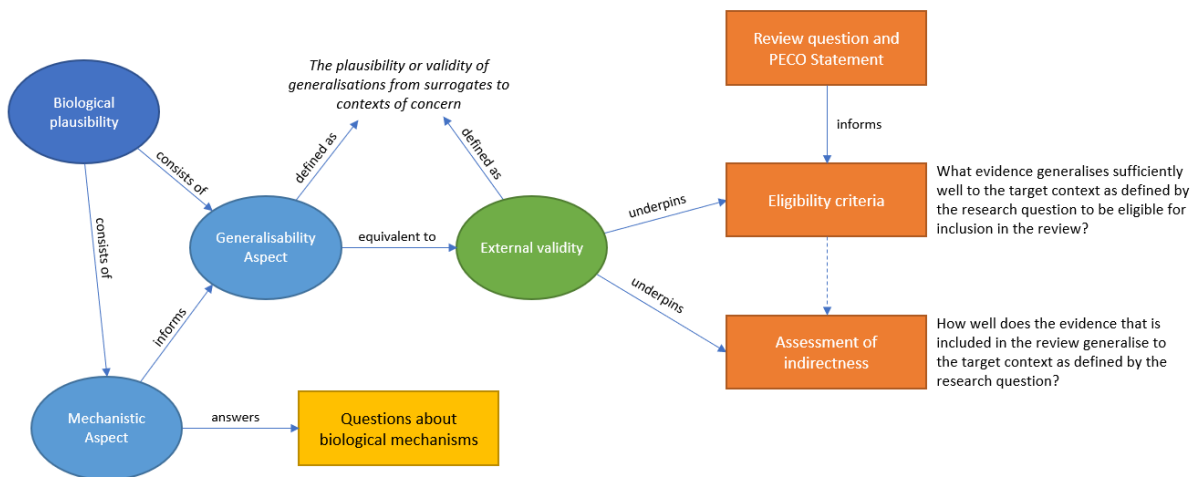 Biological
plausibility
consists of
consists of
Generalisability
Aspect
defined as
The plausibility or validity of
generalisations from surrogates to
contexts of concern
defined as
equivalent to
External validity
informs
Mechanistic
Aspect
answers
Questions about
biological mechanisms
underpins
underpins
Review question and
PECO Statement
informs
Eligibility criteria
What evidence generalises sufficiently
well to the target context as defined by
the research question to be eligible for
inclusion in the review?
Assessment of
indirectness
How well does the evidence that is
included in the review generalise to
the target context as defined by the
research question?